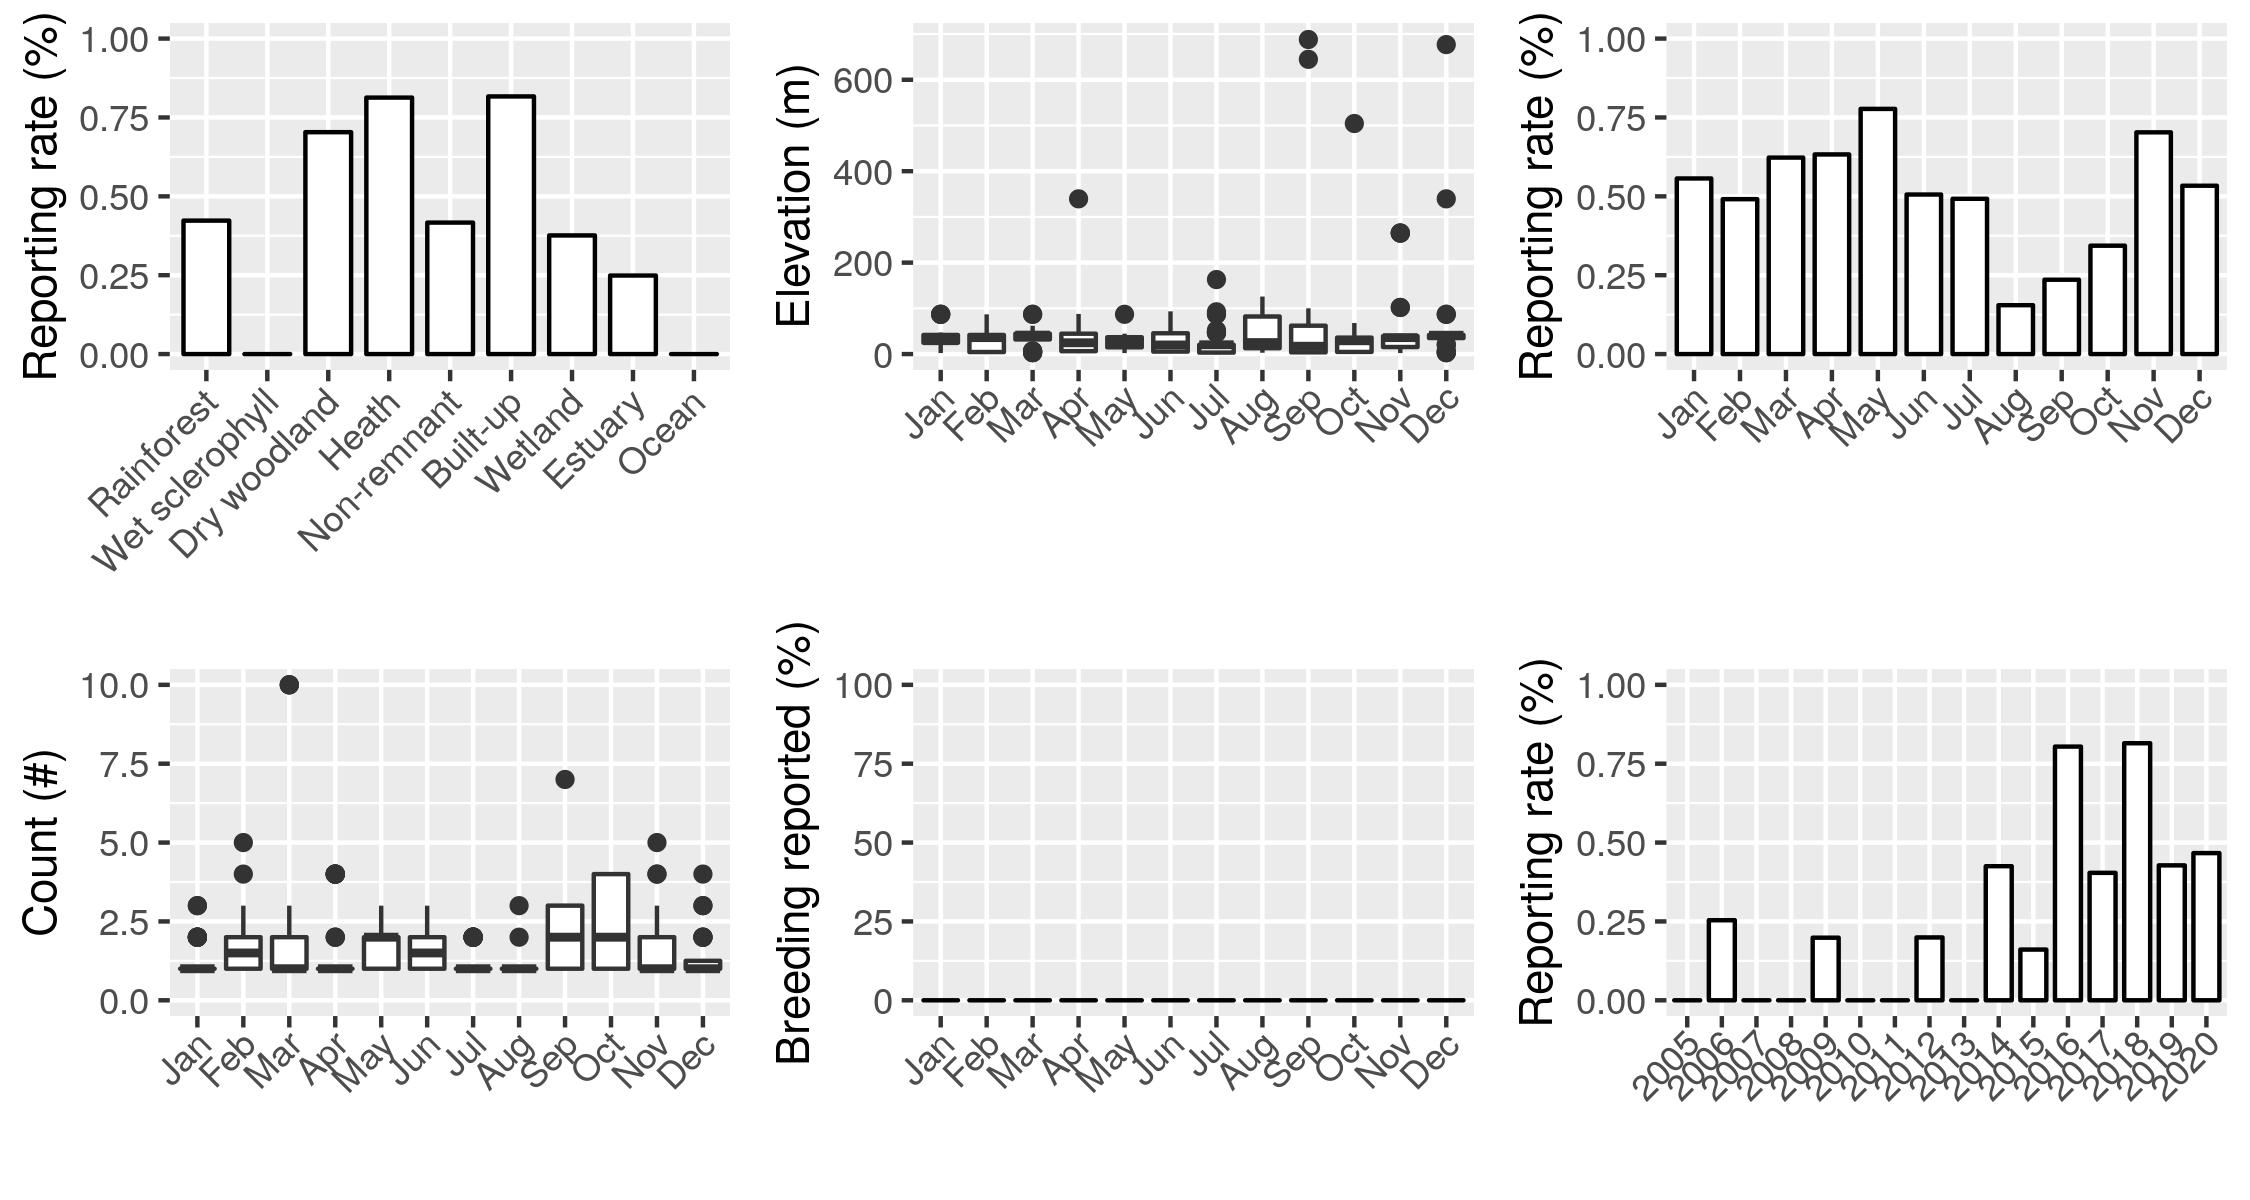 Reporting rate (%)
1.00
0.75
0.50
0.25
0.00
Rainforest
Wet sclerophyll
Dry woodland
Heath
Non-remnant
Built-up
Wetland
Estuary
Ocean
Elevation (m)
600
400
200
0
Jan
Feb
Mar
Apr
May
Jun
Jul
Aug
Sep
Oct
Nov
Dec
Reporting rate (%)
1.00
0.75
0.50
0.25
0.00
Jan
Feb
Mar
Apr
May
Jun
Jul
Aug
Sep
Oct
Nov
Dec
Count (#)
10.0
7.5
5.0
2.5
0.0
Jan
Feb
Mar
Apr
May
Jun
Jul
Aug
Sep
Oct
Nov
Dec
Breeding reported (%)
100
75
50
25
0
Jan
Feb
Mar
Apr
May
Jun
Jul
Aug
Sep
Oct
Nov
Dec
Reporting rate (%)
1.00
0.75
0.50
0.25
0.00
2005
2006
2007
2008
2009
2010
2011
2012
2013
2014
2015
2016
2017
2018
2019
2020